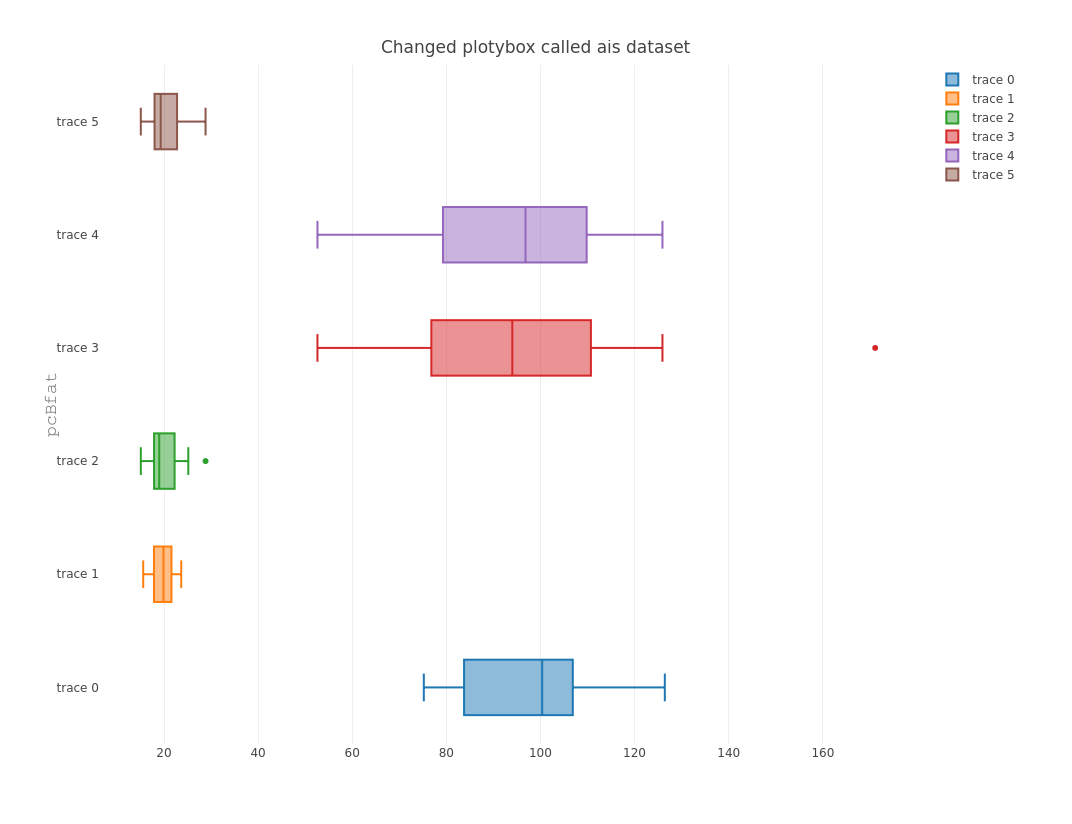 Changed plotybox called ais dataset
trace 0
trace 1
trace 2
trace 3
trace 4
trace 5
trace 5
trace 4
trace 3
trace 2
trace 1
trace 0
pcBfat
20 40 60 80 100 120 140 160